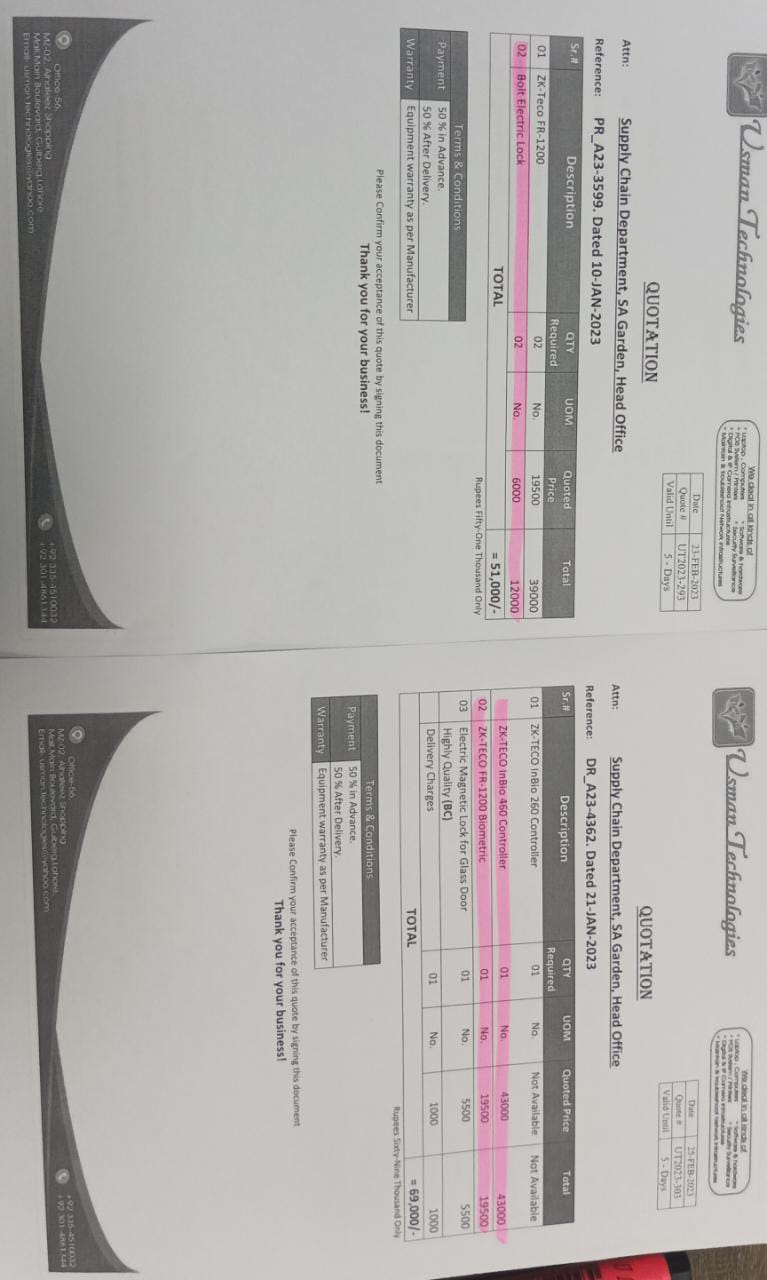 Usman Technologies
We deal in all kinds of
* Laptop, Computers * Software & hardware
* POS System / Printers * Security Surveillance
* Digital & IP Camera Infrastructures
* Maintain & troubleshoot Network Infrastructures
Date 23-FEB-2023
Quote # UT2023-293
Valid Until 5 - Days
QUOTATION
Attn: Supply Chain Department, SA Garden, Head Office
Reference: PR_A23-3599. Dated 10-JAN-2023
Sr.# Description QTY Required UOM Quoted Price Total
01 ZK-Teco FR-1200 02 No. 19500 39000
02 Bolt Electric Lock 02 No. 6000 12000
TOTAL = 51,000/-
Rupees Fifty-One Thousand Only
Terms & Conditions
Payment 50 % in Advance.
50 % After Delivery.
Warranty Equipment warranty as per Manufacturer
Please Confirm your acceptance of this quote by signing this document
Thank you for your business!
Office-66,
Mz-02, Alhafeez Shopping
Mall,Main Boulevard, Gulberg,Lahore.
Email- usman.technologies@yahoo.com
+92 335-4510032
+92 301-4861344
Usman Technologies
We deal in all kinds of
* Laptop, Computers * Software & hardware
* POS System / Printers * Security Surveillance
* Digital & IP Camera Infrastructures
* Maintain & troubleshoot Network Infrastructures
Date 25-FEB-2023
Quote # UT2023-303
Valid Until 5 - Days
QUOTATION
Attn: Supply Chain Department, SA Garden, Head Office
Reference: DR_A23-4362. Dated 21-JAN-2023
Sr.# Description QTY Required UOM Quoted Price Total
01 ZK-TECO InBio 260 Controller 01 No. Not Available Not Available
ZK-TECO InBio 460 Controller 01 No. 43000 43000
02 ZK-TECO FR-1200 Biometric 01 No. 19500 19500
03 Electric Magnetic Lock for Glass Door 01 No. 5500 5500
Highly Quality (BC)
Delivery Charges 01 No. 1000 1000
TOTAL = 69,000/-
Rupees Sixty-Nine Thousand Only
Terms & Conditions
Payment 50 % in Advance.
50 % After Delivery.
Warranty Equipment warranty as per Manufacturer
Please Confirm your acceptance of this quote by signing this document
Thank you for your business!
Office-66,
Mz-02, Alhafeez Shopping
Mall,Main Boulevard, Gulberg,Lahore.
Email- usman.technologies@yahoo.com
+92 335-4510032
+92 301-4861344